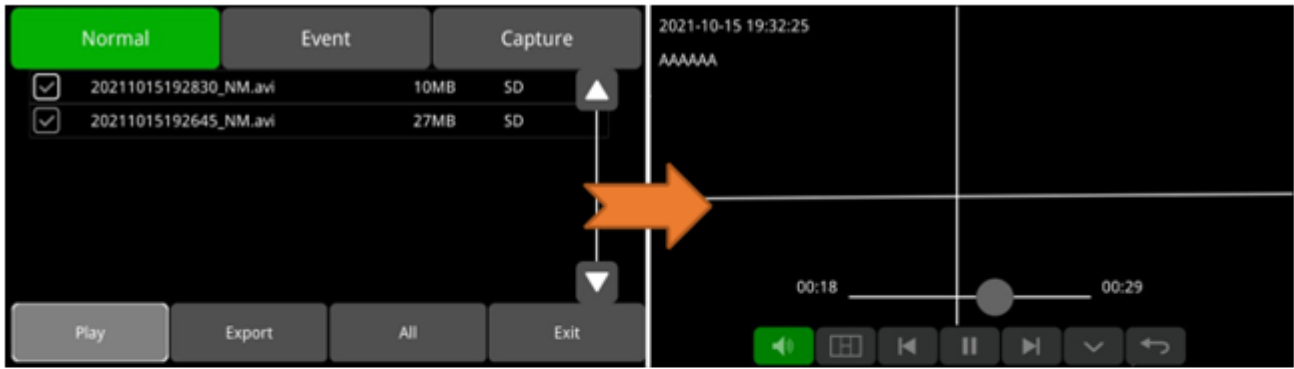 Normal Event Capture
20211015192830_NM.avi 10MB SD
20211015192645_NM.avi 27MB SD
Play Export All Exit
2021-10-15 19:32:25
AAAAAA
00:18 00:29